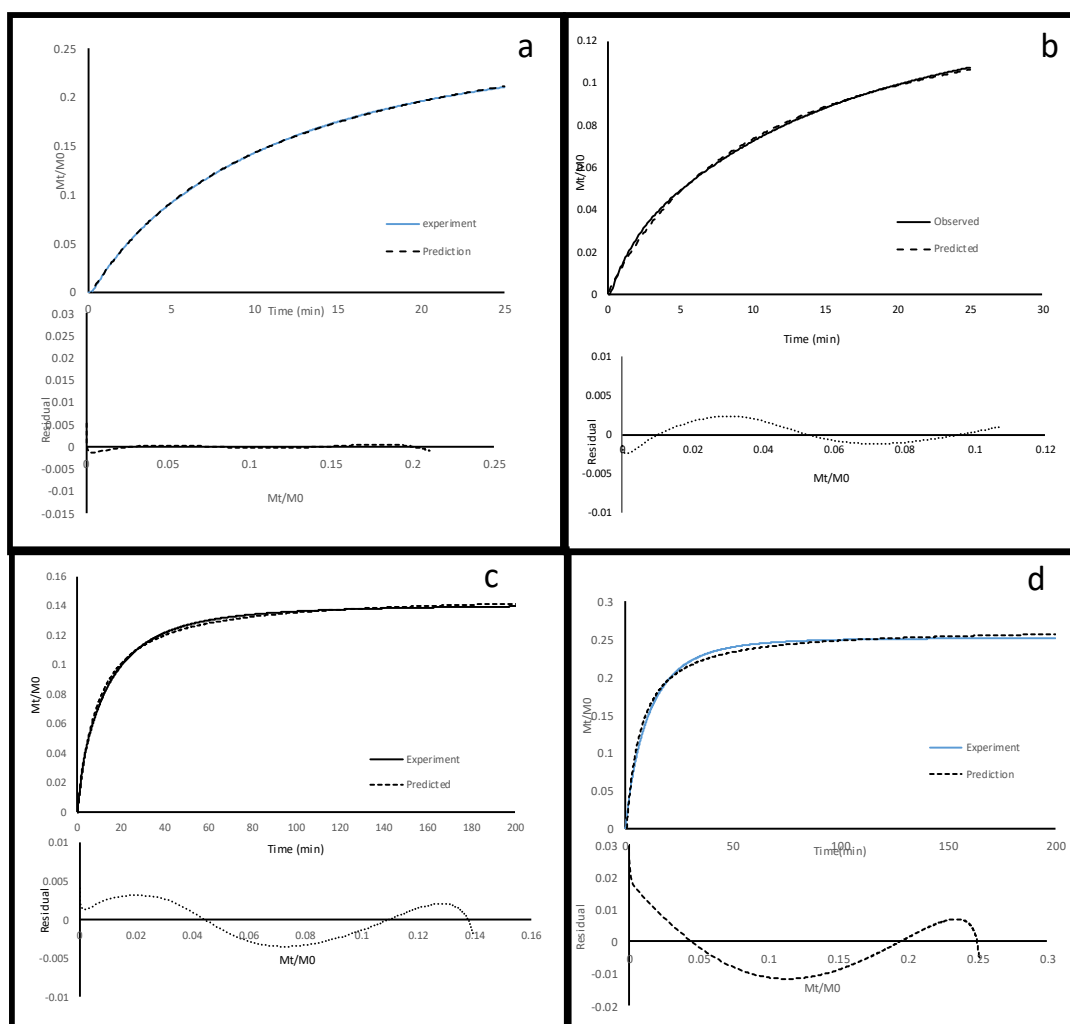 a
0.25
0.2
0.15
0.1
0.05
0
Mt/M0
experiment
Prediction
0 5 10 15 20 25
Time (min)
0.03
0.025
0.02
0.015
0.01
0.005
0
-0.005
-0.01
-0.015
Residual
0 0.05 0.1 0.15 0.2 0.25
Mt/M0
b
0.12
0.1
0.08
0.06
0.04
0.02
0
Mt/M0
Observed
Predicted
0 5 10 15 20 25 30
Time (min)
0.01
0.005
0
-0.005
-0.01
Residual
0 0.02 0.04 0.06 0.08 0.1 0.12
Mt/M0
c
0.16
0.14
0.12
0.1
0.08
0.06
0.04
0.02
0
Mt/M0
Experiment
Predicted
0 20 40 60 80 100 120 140 160 180 200
Time (min)
0.01
0.005
0
-0.005
-0.01
Residual
0 0.02 0.04 0.06 0.08 0.1 0.12 0.14 0.16
Mt/M0
d
0.3
0.25
0.2
0.15
0.1
0.05
0
Mt/M0
Experiment
Prediction
0 50 100 150 200
Time(min)
0.03
0.02
0.01
0
-0.01
-0.02
Residual
0 0.05 0.1 0.15 0.2 0.25 0.3
Mt/M0